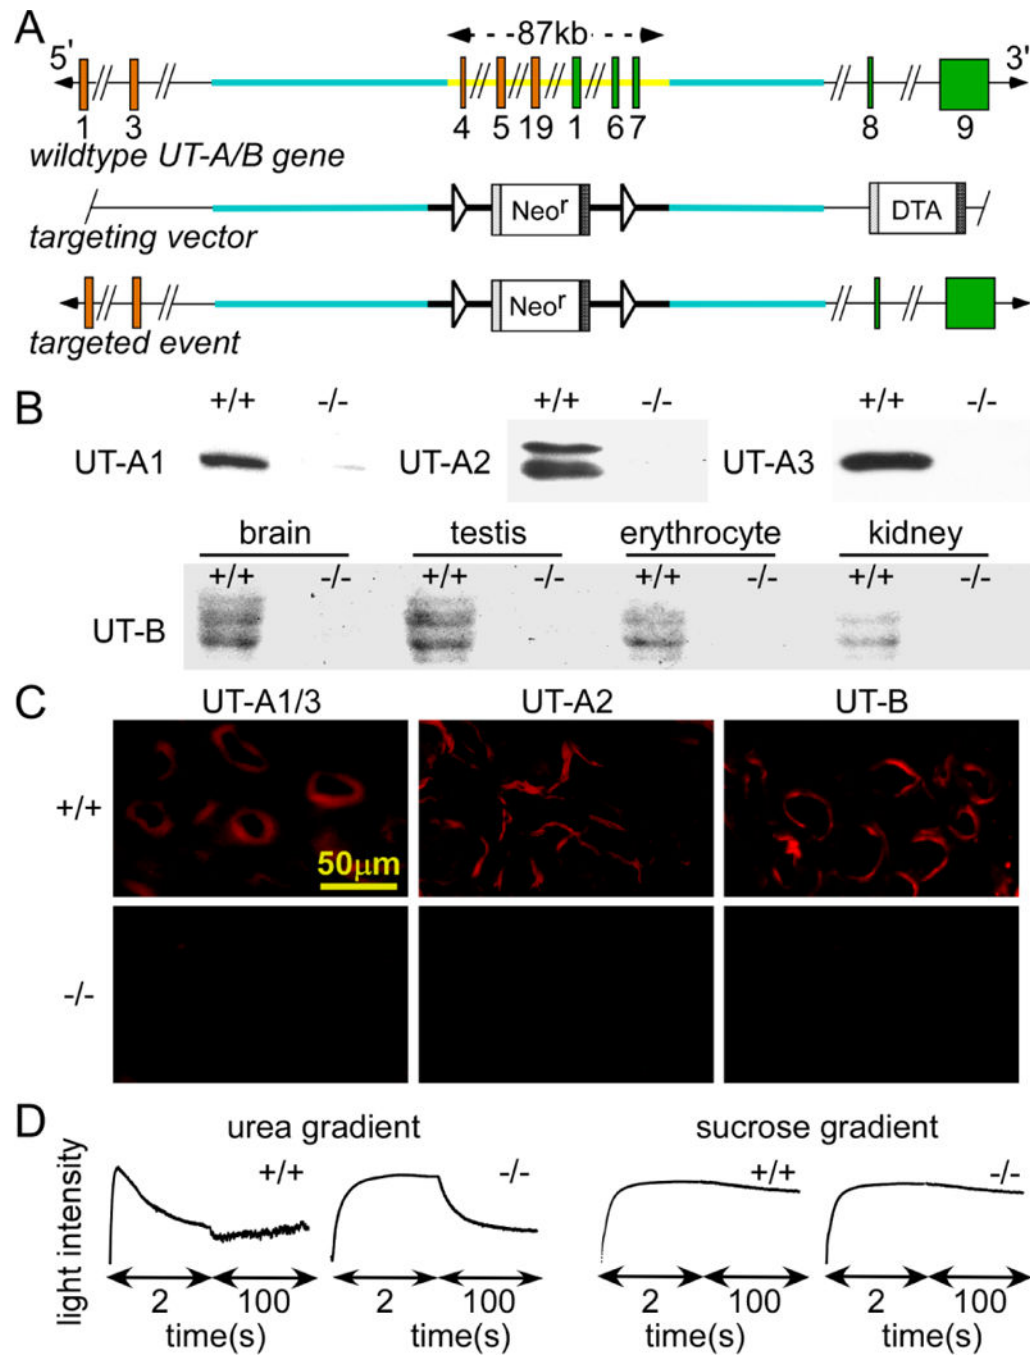 A
87kb
5' 3'
1 3 4 5 19 1 6 7 8 9
wildtype UT-A/B gene
Neoʳ DTA
targeting vector
Neoʳ
targeted event
B
+/+ -/- +/+ -/- +/+ -/-
UT-A1 UT-A2 UT-A3
brain testis erythrocyte kidney
+/+ -/- +/+ -/- +/+ -/- +/+ -/-
UT-B
C
UT-A1/3 UT-A2 UT-B
+/+
50μm
-/-
D
urea gradient sucrose gradient
+/+ -/- +/+ -/-
light intensity
2 100 2 100 2 100 2 100
time(s) time(s) time(s) time(s)